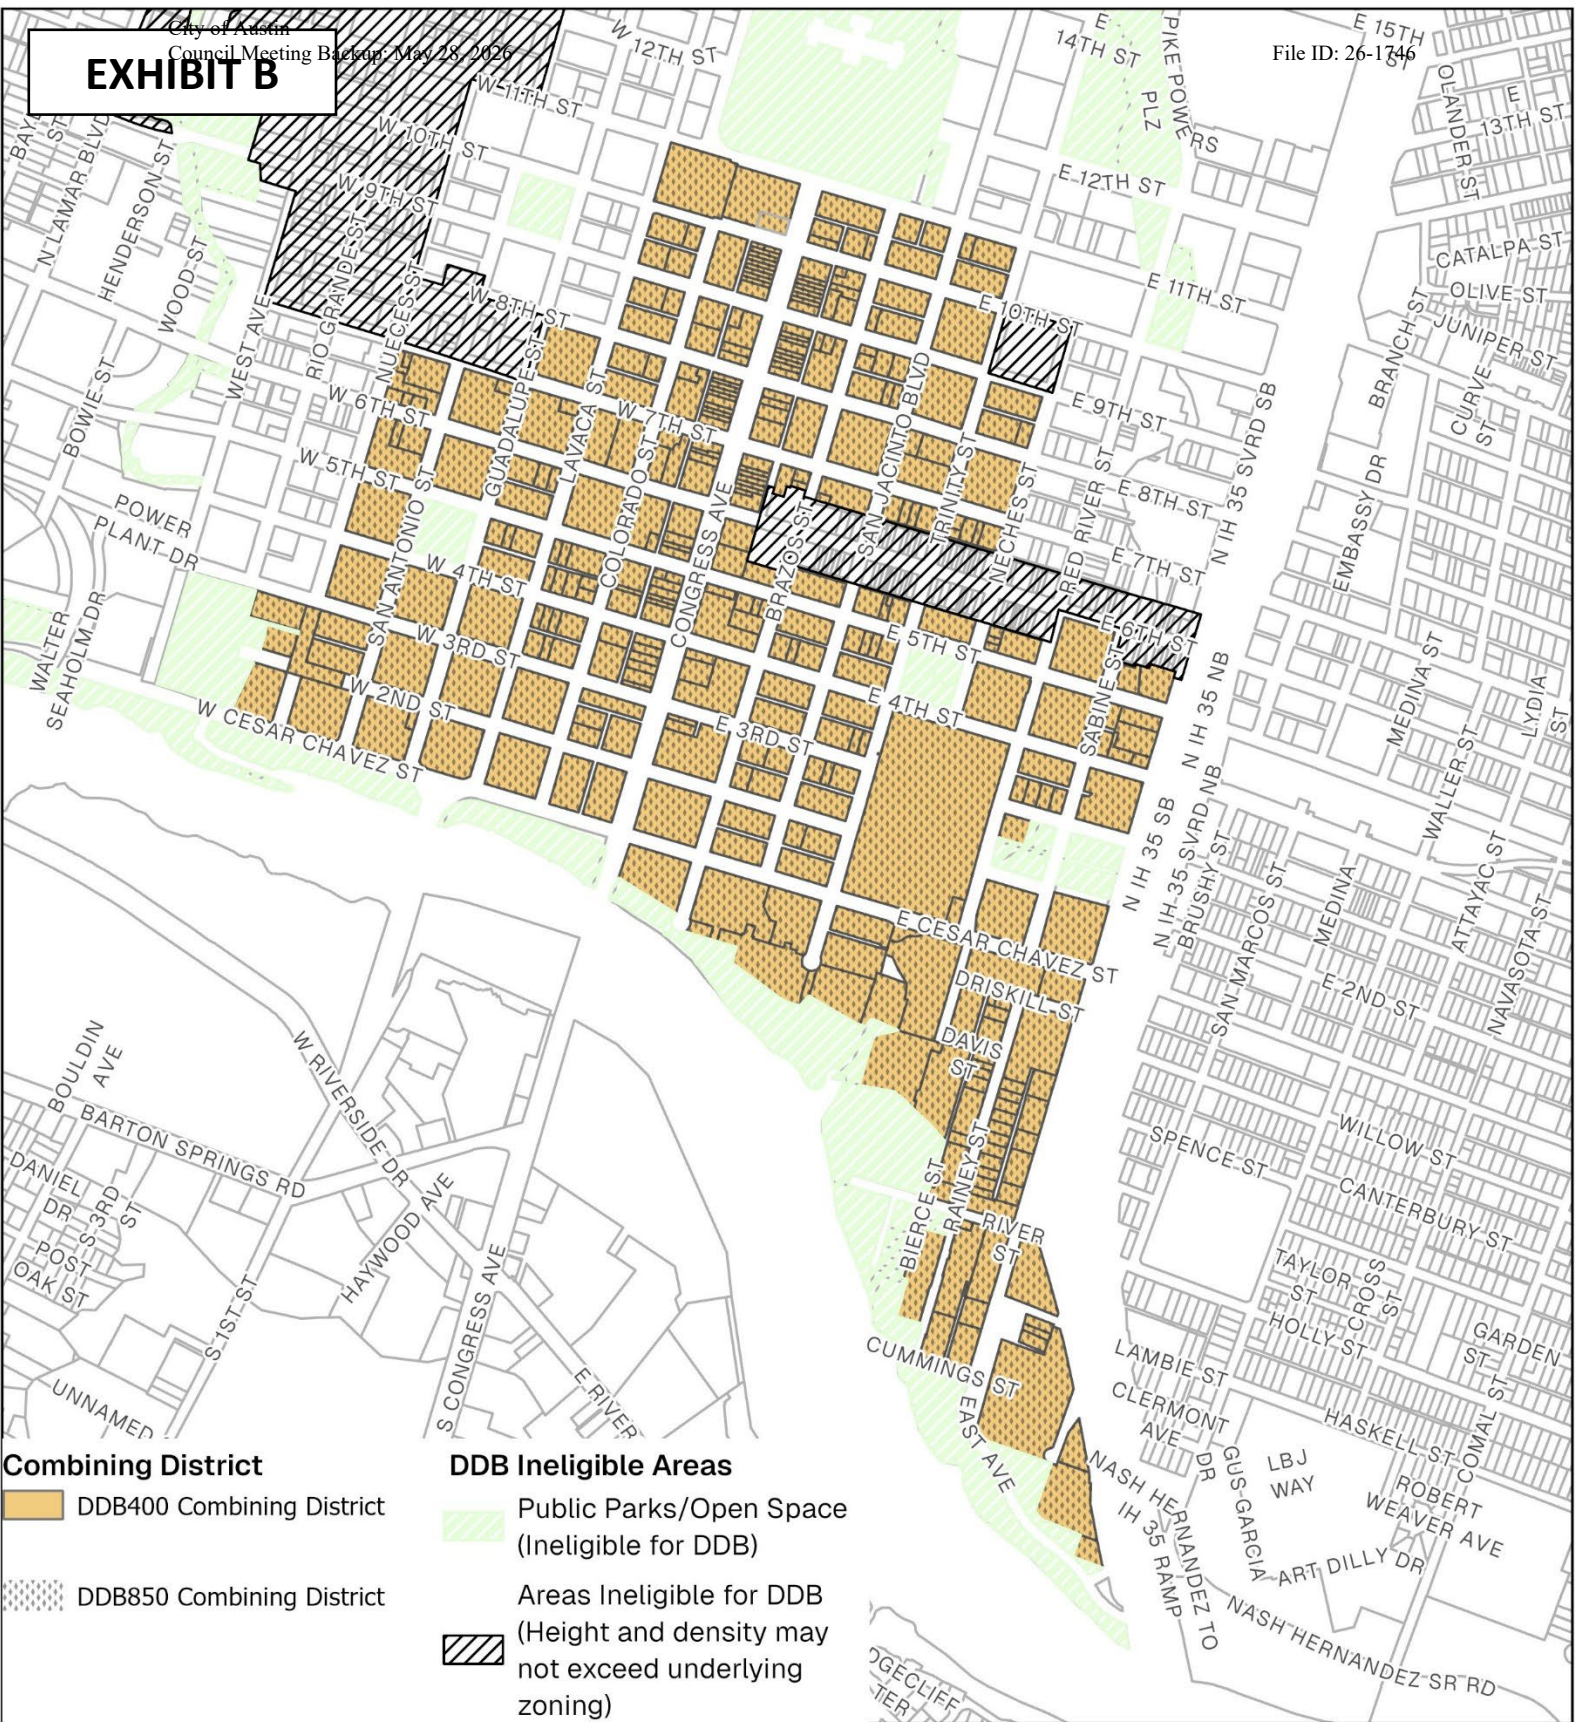 City of Austin
Council Meeting Backup: May 28, 2026
File ID: 26-1746
EXHIBIT B
W 12TH ST
E
14TH ST
PIKE POWE
RS
PLZ
E 15TH
ST
OLANDER ST
E
13TH ST
W 11TH ST
W 10TH ST
W 9TH ST
W 8TH ST
E 12TH ST
E 11TH ST
E 10TH ST
E 9TH ST
E 8TH ST
E 7TH ST
E 6TH ST
CATALPA ST
OLIVE ST
JUNIPER ST
BRANCH ST
CURVE
ST
EMBASSY DR
N LAMAR BLVD
HENDERSON ST
WOOD ST
WEST AVE
RIO GRANDE ST
NUECES ST
BOWIE ST
W 6TH ST
W 5TH ST
POWER
PLANT DR
SAN ANTONIO ST
GUADALUPE ST
LAVACA ST
W 7TH ST
COLORADO ST
CONGRESS AVE
BRAZOS ST
SAN JACINTO BLVD
TRINITY ST
NECHES ST
RED RIVER ST
N IH 35 SVRD SB
W 4TH ST
W 3RD ST
W 2ND ST
W CESAR CHAVEZ ST
WALTER
SEAHOLM DR
E 5TH ST
E 4TH ST
E 3RD ST
SABINE ST
N IH 35 NB
N IH 35 SB
N IH 35 SVRD NB
BRUSHY ST
SAN MARCOS ST
MEDINA
MEDINA ST
WALLER ST
LYDIA
ST
ATTAYAC ST
NAVASOTA ST
E 2ND ST
E CESAR CHAVEZ ST
DRISKILL ST
DAVIS
ST
BIERCE ST
RAINEY ST
RIVER
ST
CUMMINGS ST
EAST AVE
BOULDIN
AVE
BARTON SPRINGS RD
W RIVERSIDE DR
DANIEL
DR
S 3RD
ST
POST
OAK ST
HAYWOOD AVE
S 1ST ST
S CONGRESS AVE
E RIVER
UNNAMED
SPENCE ST
WILLOW ST
CANTERBURY ST
TAYLOR
ST
CROSS
ST
HOLLY ST
GARDEN
ST
LAMBIE ST
CLERMONT
AVE
HASKELL ST
COMAL ST
LBJ
WAY
GUS GARCIA
DR
ROBERT
WEAVER AVE
NASH HE
RNANDEZ TO
IH 35 RAMP
ART DILLY DR
NASH HERNANDEZ SR RD
Combining District
DDB400 Combining District
DDB850 Combining District
DDB Ineligible Areas
Public Parks/Open Space
(Ineligible for DDB)
Areas Ineligible for DDB
(Height and density may
not exceed underlying
zoning)